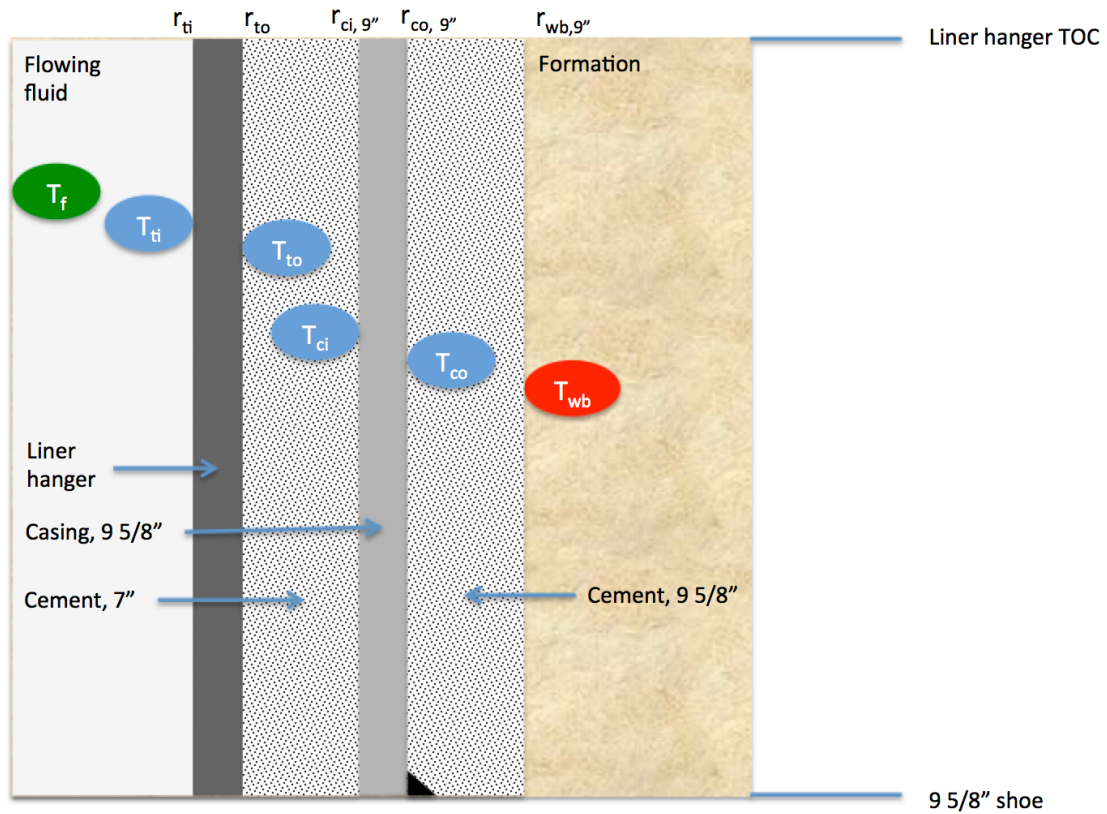 r_ti r_to r_ci, 9” r_co, 9” r_wb,9”
Liner hanger TOC
Flowing
fluid
Formation
T_f
T_ti
T_to
T_ci
T_co
T_wb
Liner
hanger
Casing, 9 5/8”
Cement, 7”
Cement, 9 5/8”
9 5/8” shoe